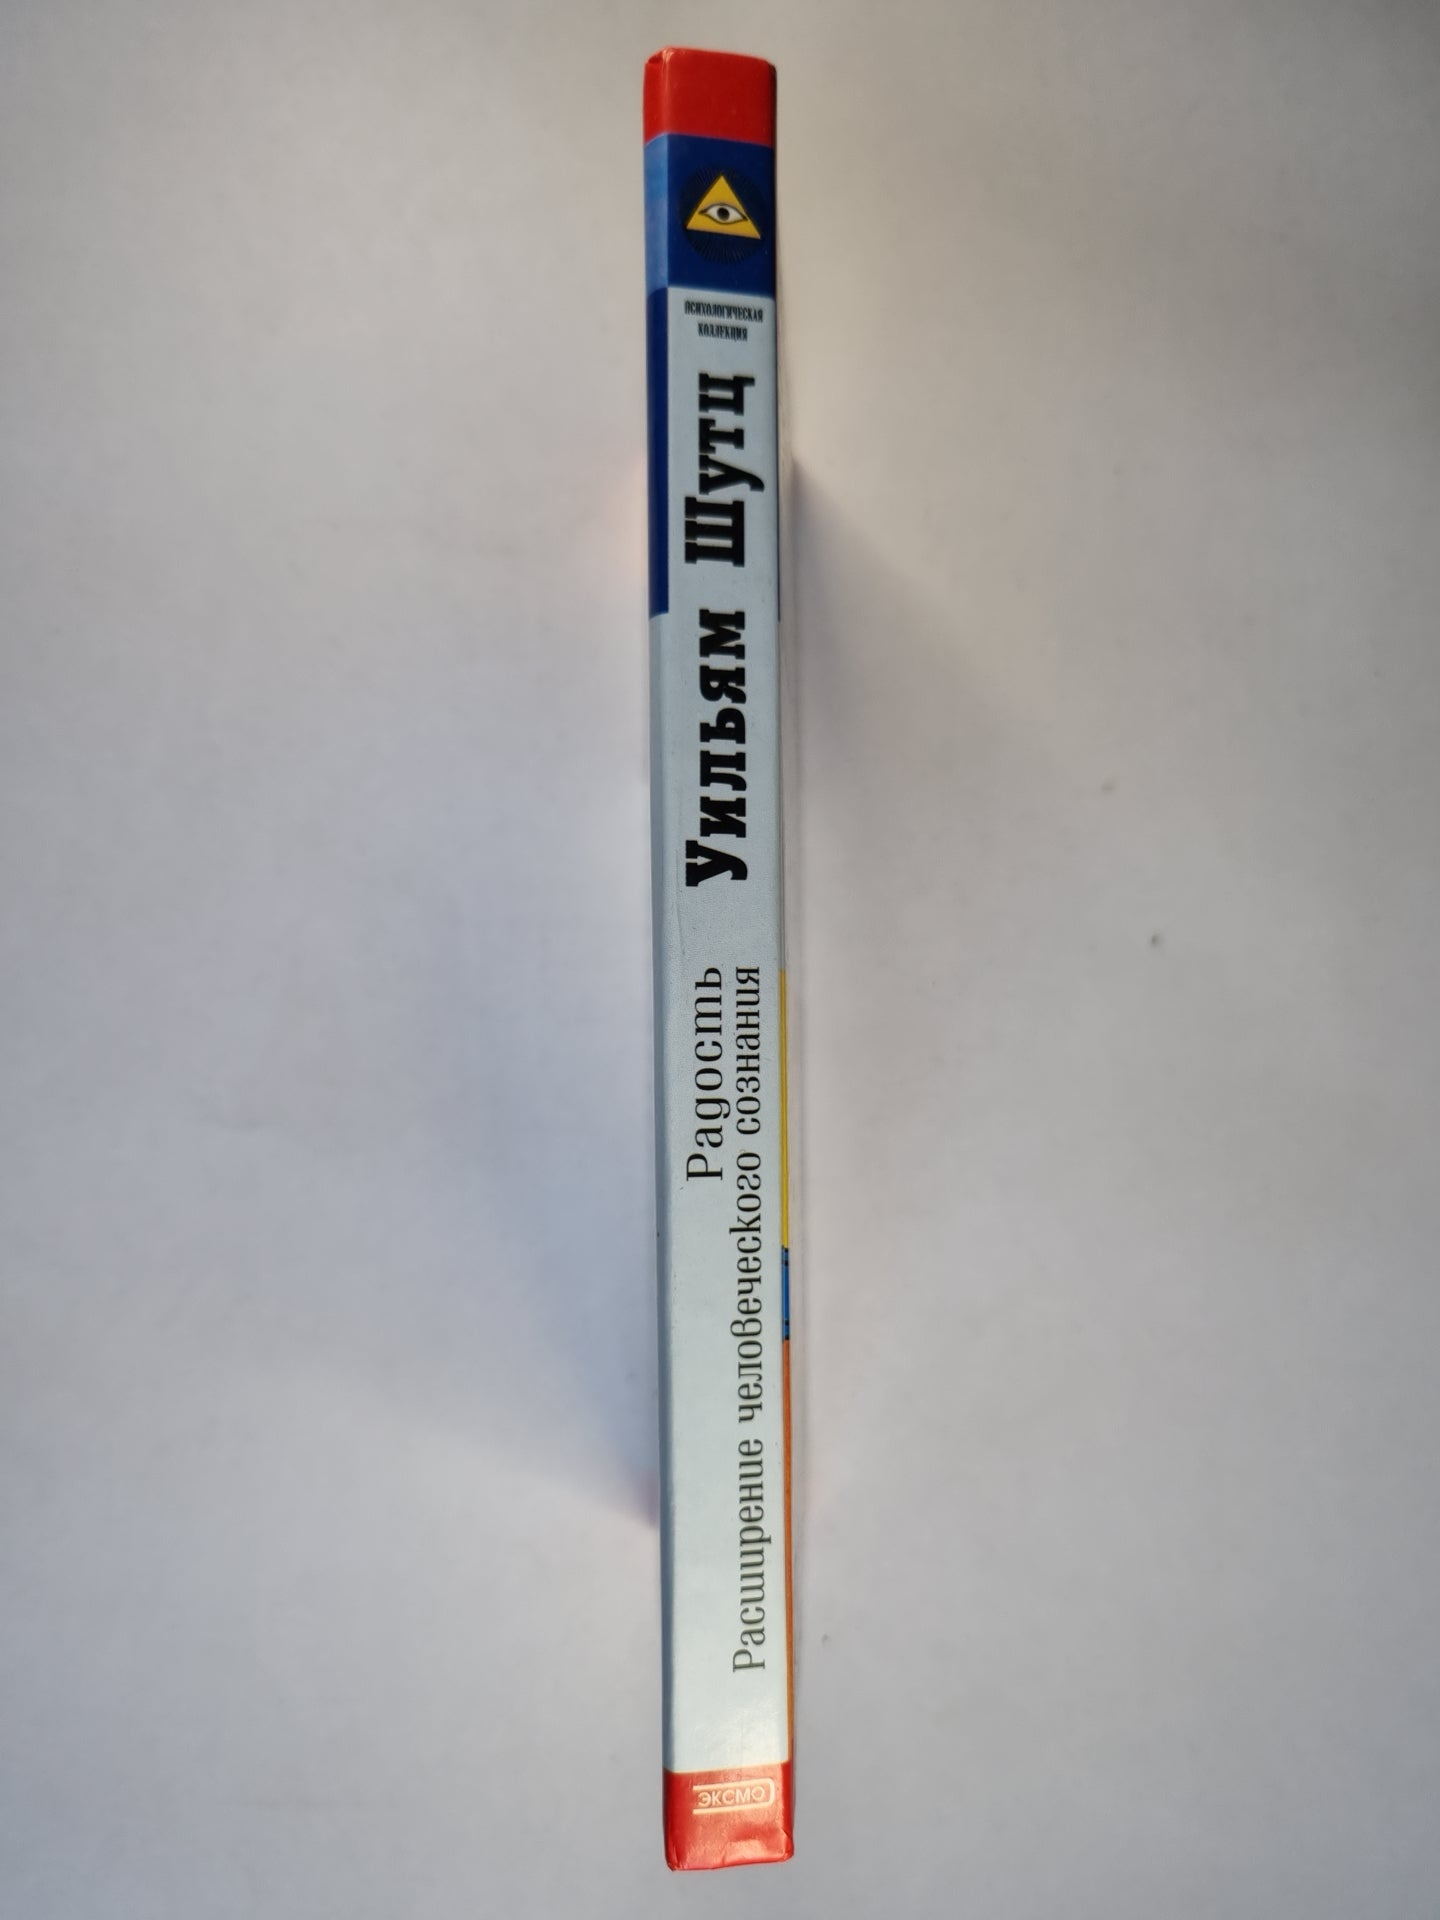 ПСИХОЛОГИЧЕСКАЯ
КОЛЛЕКЦИЯ
Уильям Шутц
Радость
Расширение человеческого сознания
ЭКСМО